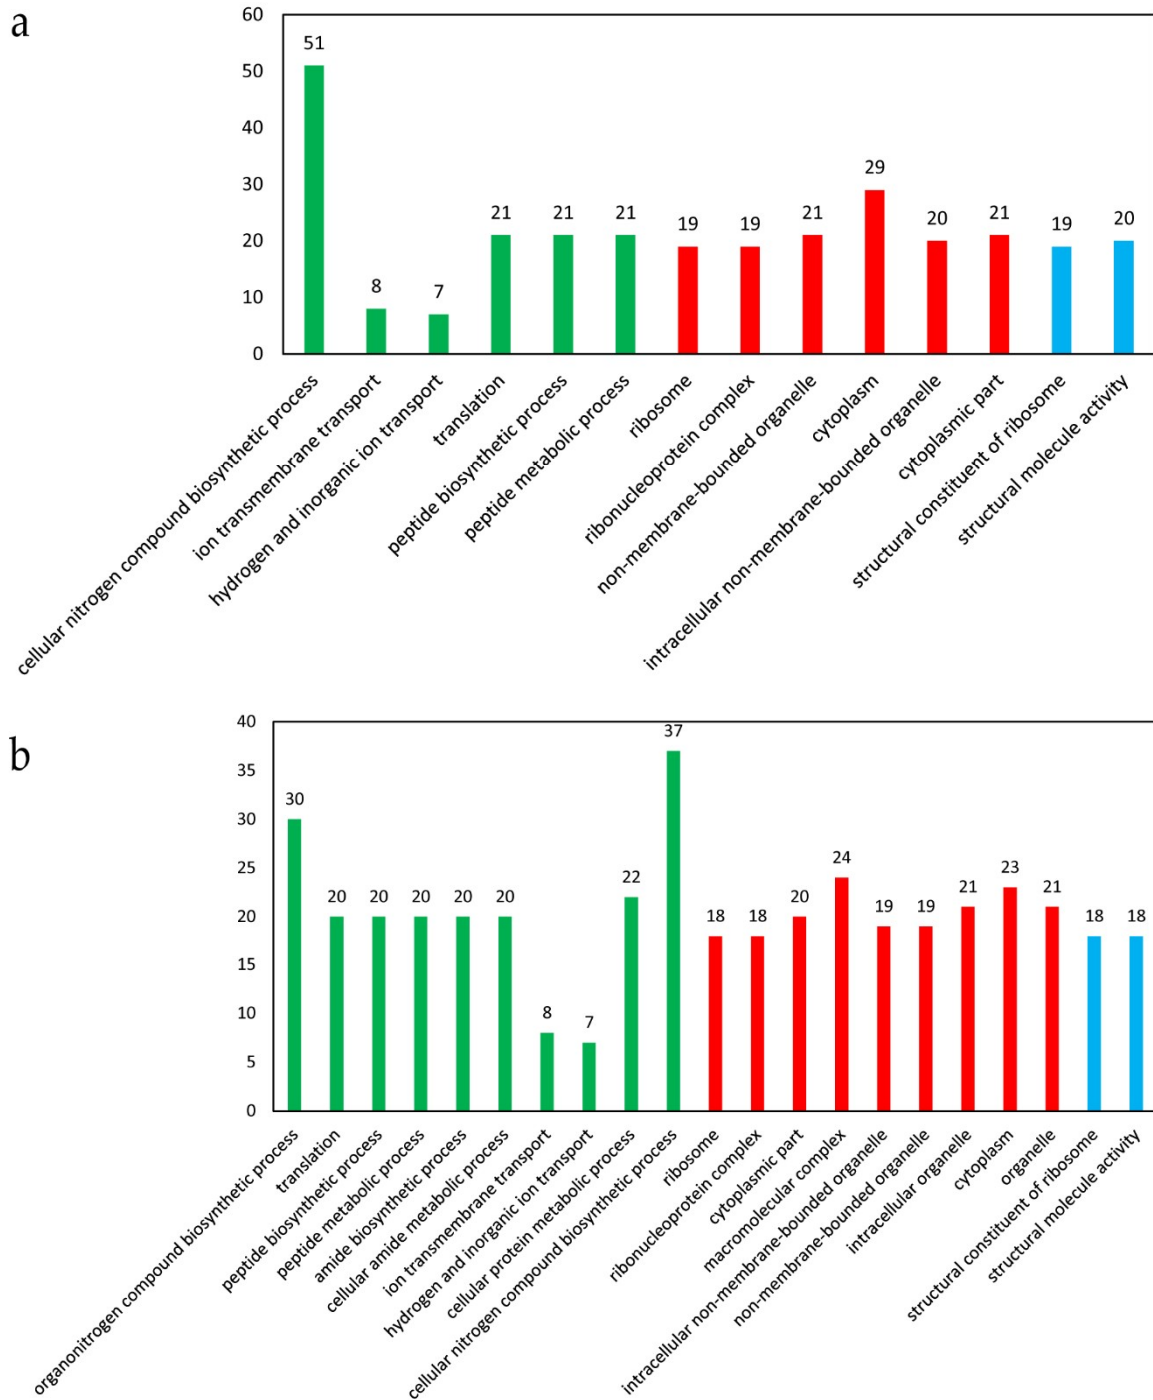 a
60
50
40
30
20
10
0
51
8
7
21
21
21
19
19
21
29
20
21
19
20
cellular nitrogen compound biosynthetic process
ion transmembrane transport
hydrogen and inorganic ion transport
translation
peptide biosynthetic process
peptide metabolic process
ribosome
ribonucleoprotein complex
non-membrane-bounded organelle
cytoplasm
intracellular non-membrane-bounded organelle
cytoplasmic part
structural constituent of ribosome
structural molecule activity
b
40
35
30
25
20
15
10
5
0
30
20
20
20
20
20
8
7
22
37
18
18
20
24
19
19
21
23
21
18
18
organonitrogen compound biosynthetic process
translation
peptide biosynthetic process
peptide metabolic process
amide biosynthetic process
cellular amide metabolic process
ion transmembrane transport
hydrogen and inorganic ion transport
cellular protein metabolic process
cellular nitrogen compound biosynthetic process
ribosome
ribonucleoprotein complex
cytoplasmic part
macromolecular complex
intracellular non-membrane-bounded organelle
non-membrane-bounded organelle
intracellular organelle
cytoplasm
organelle
structural constituent of ribosome
structural molecule activity